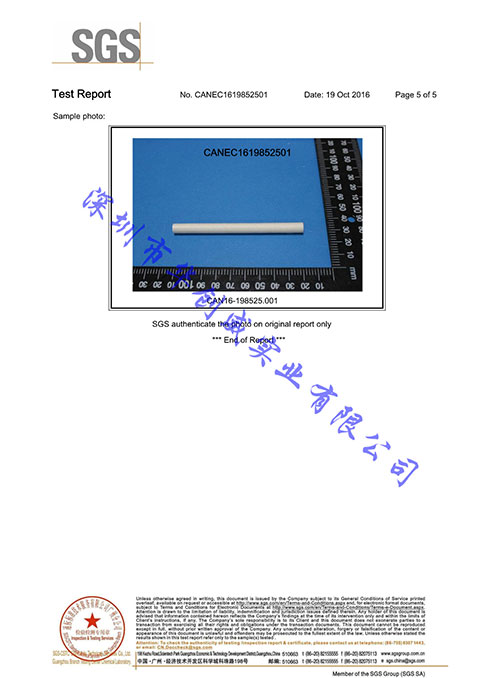 SGS
Test Report No. CANEC1619852501 Date: 19 Oct 2016 Page 5 of 5
Sample photo:
CANEC1619852501
CAN16-198525.001
SGS authenticate the photo on original report only
*** End of Report ***
深圳市华创威实业有限公司
Unless otherwise agreed in writing, this document is issued by the Company subject to its General Conditions of Service printed
overleaf, available on request or accessible at http://www.sgs.com/en/Terms-and-Conditions.aspx and, for electronic format documents,
subject to Terms and Conditions for Electronic Documents at http://www.sgs.com/en/Terms-and-Conditions/Terms-e-Document.aspx.
Attention is drawn to the limitation of liability, indemnification and jurisdiction issues defined therein. Any holder of this document is
advised that information contained hereon reflects the Company's findings at the time of its intervention only and within the limits of
Client's instructions, if any. The Company's sole responsibility is to its Client and this document does not exonerate parties to a
transaction from exercising all their rights and obligations under the transaction documents. This document cannot be reproduced
except in full, without prior written approval of the Company. Any unauthorized alteration, forgery or falsification of the content or
appearance of this document is unlawful and offenders may be prosecuted to the fullest extent of the law. Unless otherwise stated the
results shown in this test report refer only to the sample(s) tested.
Attention: To check the authenticity of testing /inspection report & certificate, please contact us at telephone: (86-755) 8307 1443,
or email: CN.Doccheck@sgs.com
198 Kezhu Road,Scientech Park Guangzhou Economic & Technology Development District,Guangzhou,China 510663 t (86-20) 82155555 f (86-20) 82075113 www.sgsgroup.com.cn
中国·广州·经济技术开发区科学城科珠路198号 邮编: 510663 t (86-20) 82155555 f (86-20) 82075113 e sgs.china@sgs.com
检验检测专用章
Inspection & Testing Services
Member of the SGS Group (SGS SA)